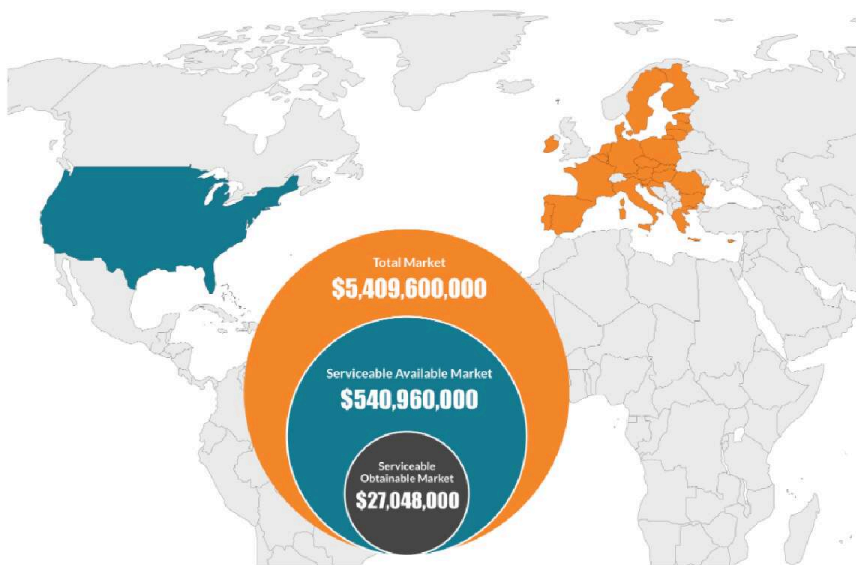 Total Market
$5,409,600,000
Serviceable Available Market
$540,960,000
Serviceable
Obtainable Market
$27,048,000